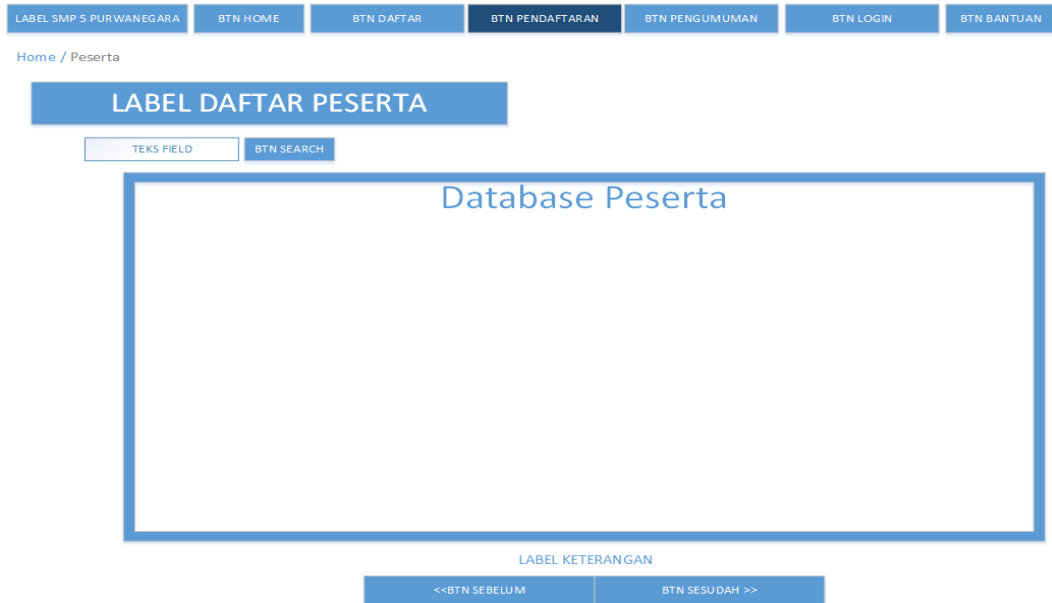 LABEL SMP 5 PURWANEGARA BTN HOME BTN DAFTAR BTN PENDAFTARAN BTN PENGUMUMAN BTN LOGIN BTN BANTUAN
Home / Peserta
LABEL DAFTAR PESERTA
TEKS FIELD BTN SEARCH
Database Peserta
LABEL KETERANGAN
<<BTN SEBELUM BTN SESUDAH >>